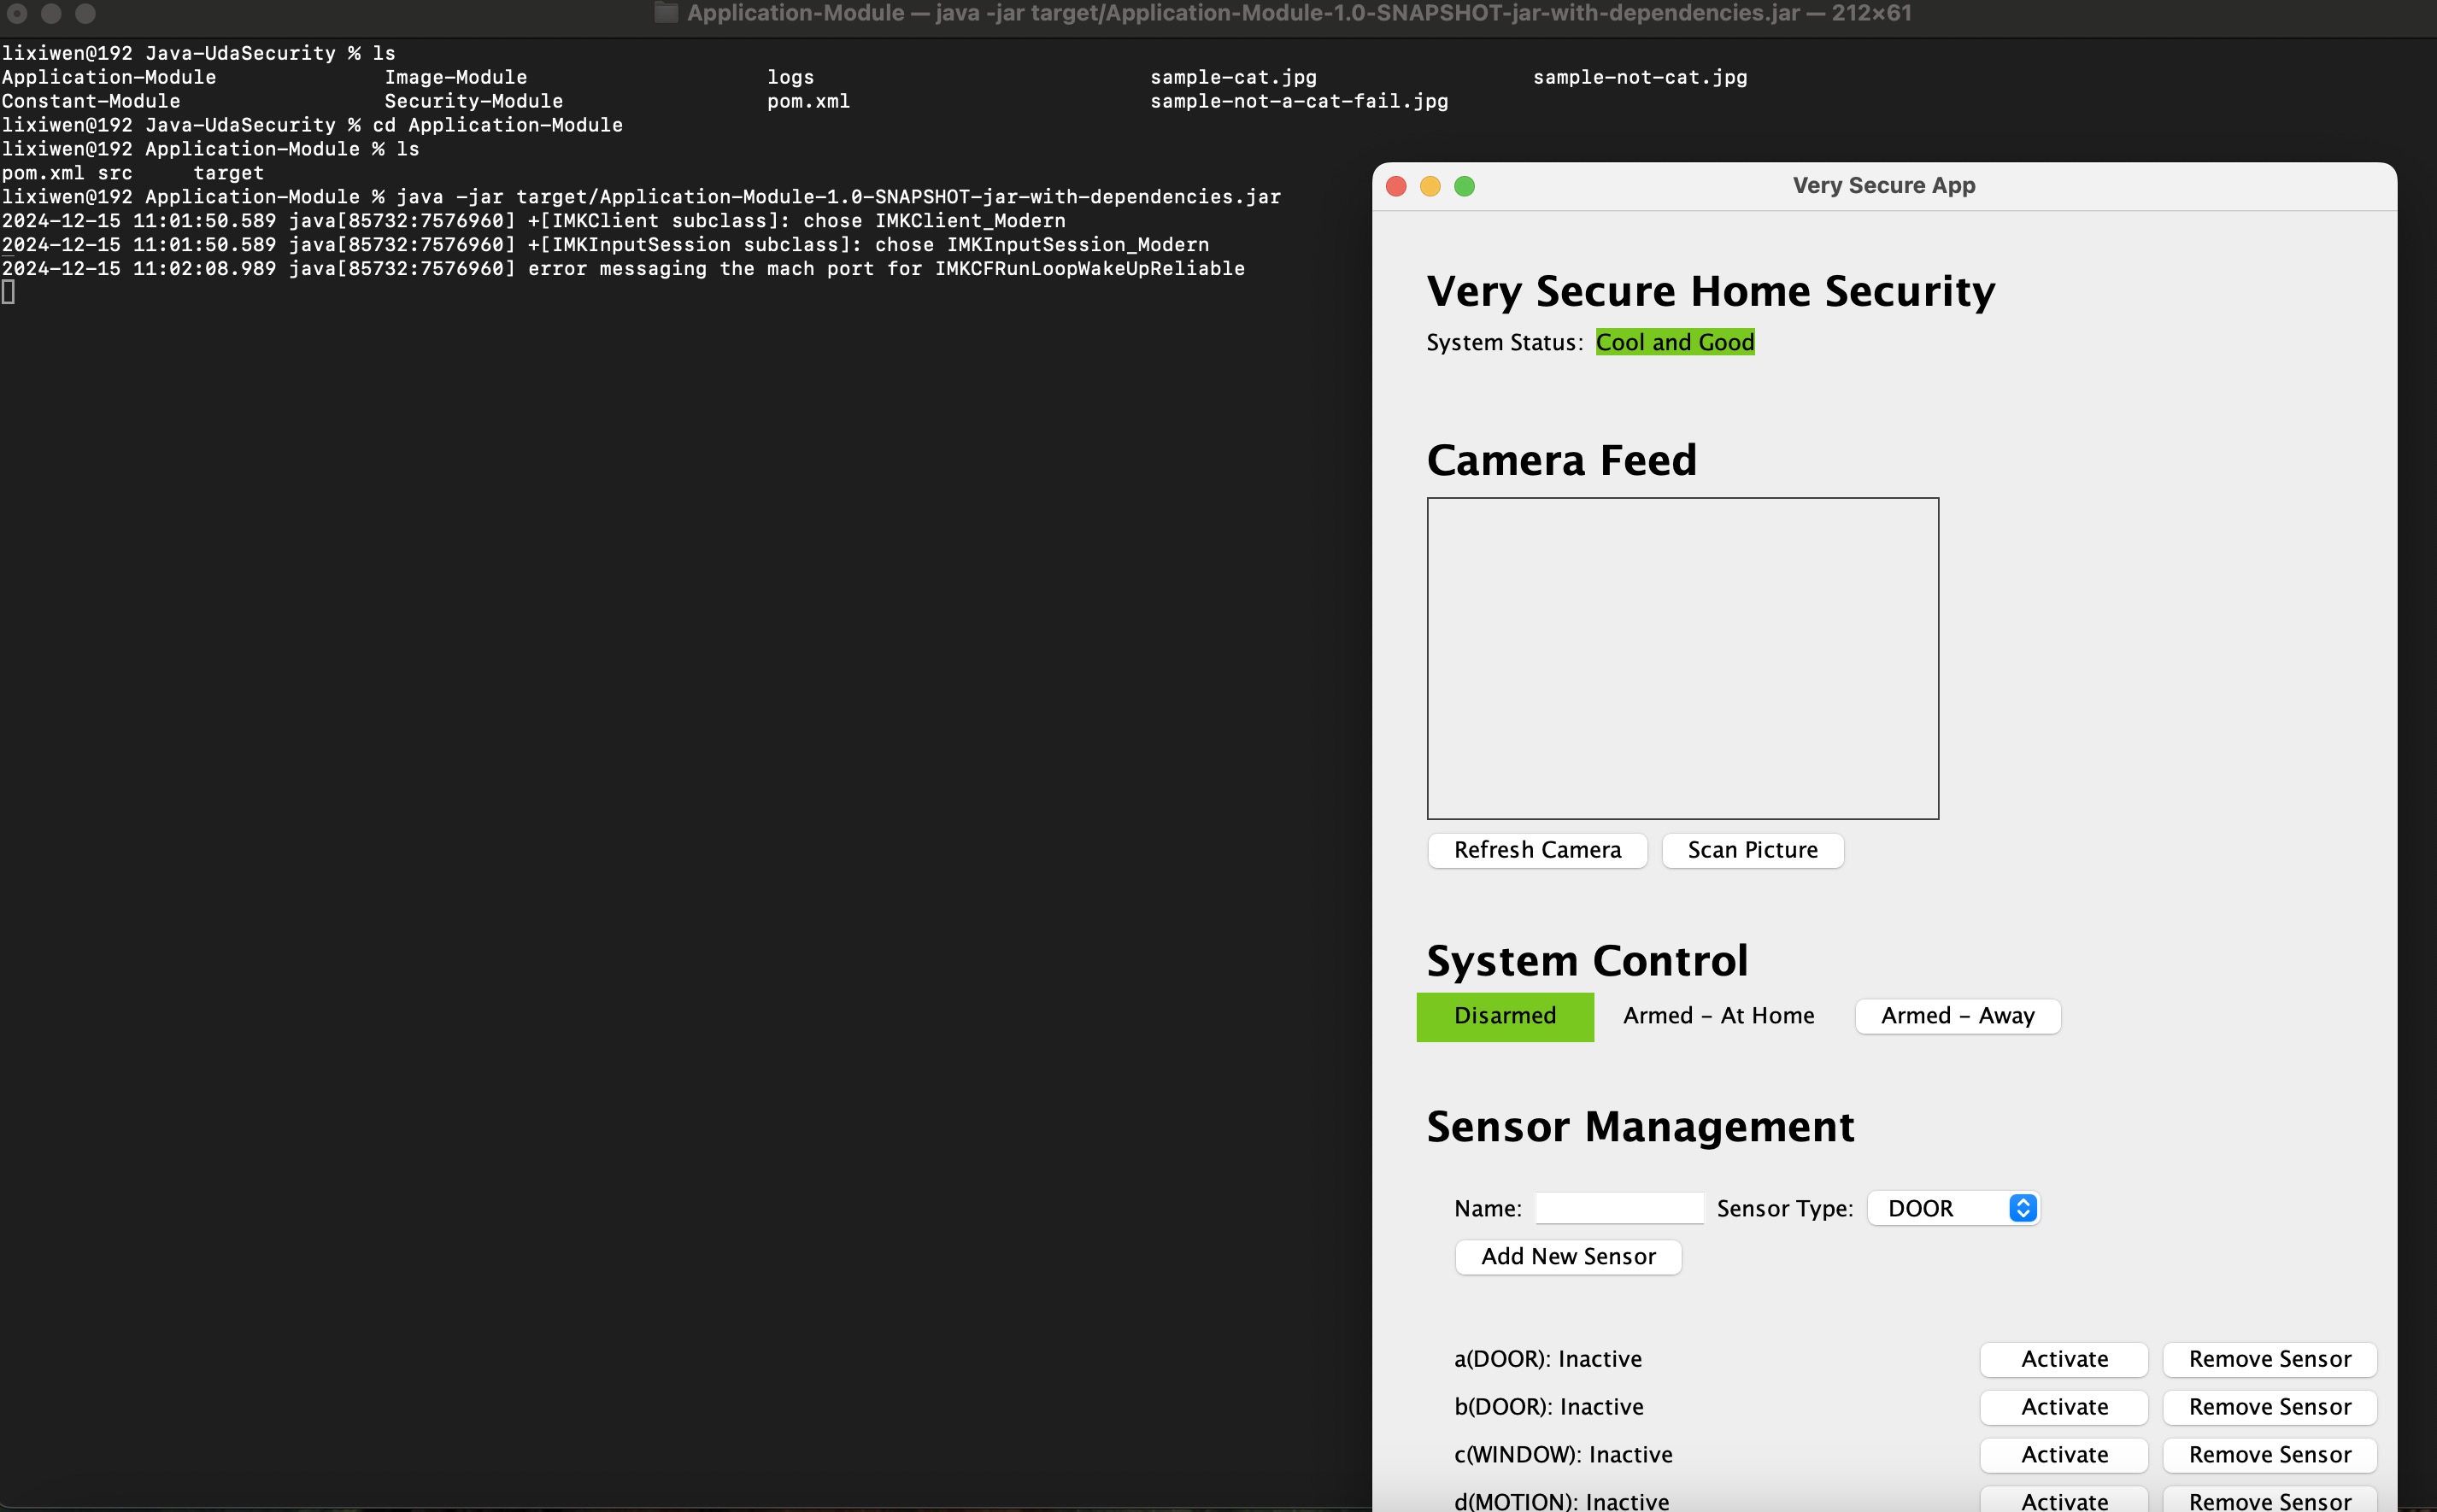 Application-Module — java -jar target/Application-Module-1.0-SNAPSHOT-jar-with-dependencies.jar — 212×61
lixiwen@192 Java-UdaSecurity % ls
Application-Module Image-Module logs sample-cat.jpg sample-not-cat.jpg
Constant-Module Security-Module pom.xml sample-not-a-cat-fail.jpg
lixiwen@192 Java-UdaSecurity % cd Application-Module
lixiwen@192 Application-Module % ls
pom.xml src target
lixiwen@192 Application-Module % java -jar target/Application-Module-1.0-SNAPSHOT-jar-with-dependencies.jar
2024-12-15 11:01:50.589 java[85732:7576960] +[IMKClient subclass]: chose IMKClient_Modern
2024-12-15 11:01:50.589 java[85732:7576960] +[IMKInputSession subclass]: chose IMKInputSession_Modern
2024-12-15 11:02:08.989 java[85732:7576960] error messaging the mach port for IMKCFRunLoopWakeUpReliable
Very Secure App
Very Secure Home Security
System Status: Cool and Good
Camera Feed
Refresh Camera Scan Picture
System Control
Disarmed Armed - At Home Armed - Away
Sensor Management
Name: Sensor Type: DOOR
Add New Sensor
a(DOOR): Inactive Activate Remove Sensor
b(DOOR): Inactive Activate Remove Sensor
c(WINDOW): Inactive Activate Remove Sensor
d(MOTION): Inactive Activate Remove Sensor